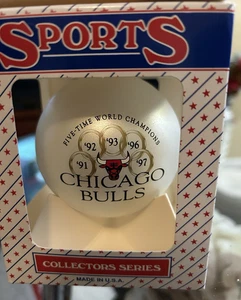 SPORTS
FIVE-TIME WORLD CHAMPIONS
'91 '92 '93 '96 '97
CHICAGO
BULLS
COLLECTORS SERIES
MADE IN U.S.A.